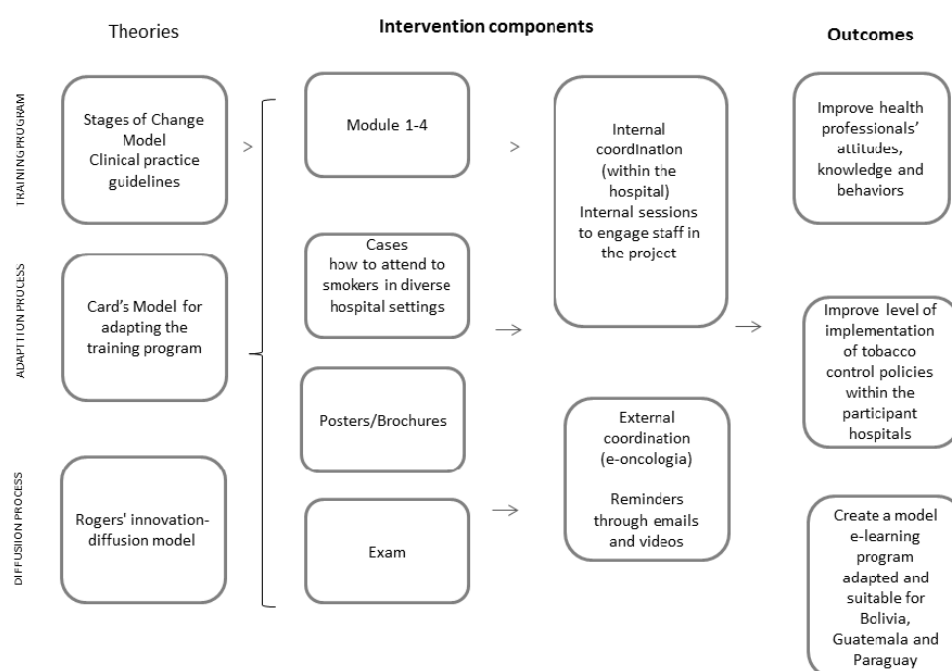 Theories
Intervention components
Outcomes
TRAINING PROGRAM
Stages of Change
Model
Clinical practice
guidelines
>
Module 1-4
>
Internal
coordination
(within the
hospital)
Internal sessions
to engage staff in
the project
Improve health
professionals'
attitudes,
knowledge and
behaviors
ADAPTION PROCESS
Card's Model for
adapting the
training program
Cases
how to attend to
smokers in diverse
hospital settings
Posters/Brochures
Improve level of
implementation
of tobacco
control policies
within the
participant
hospitals
DIFFUSION PROCESS
Rogers' innovation-
diffusion model
Exam
External
coordination
(e-oncologia)
Reminders
through emails
and videos
Create a model
e-learning
program
adapted and
suitable for
Bolivia,
Guatemala and
Paraguay